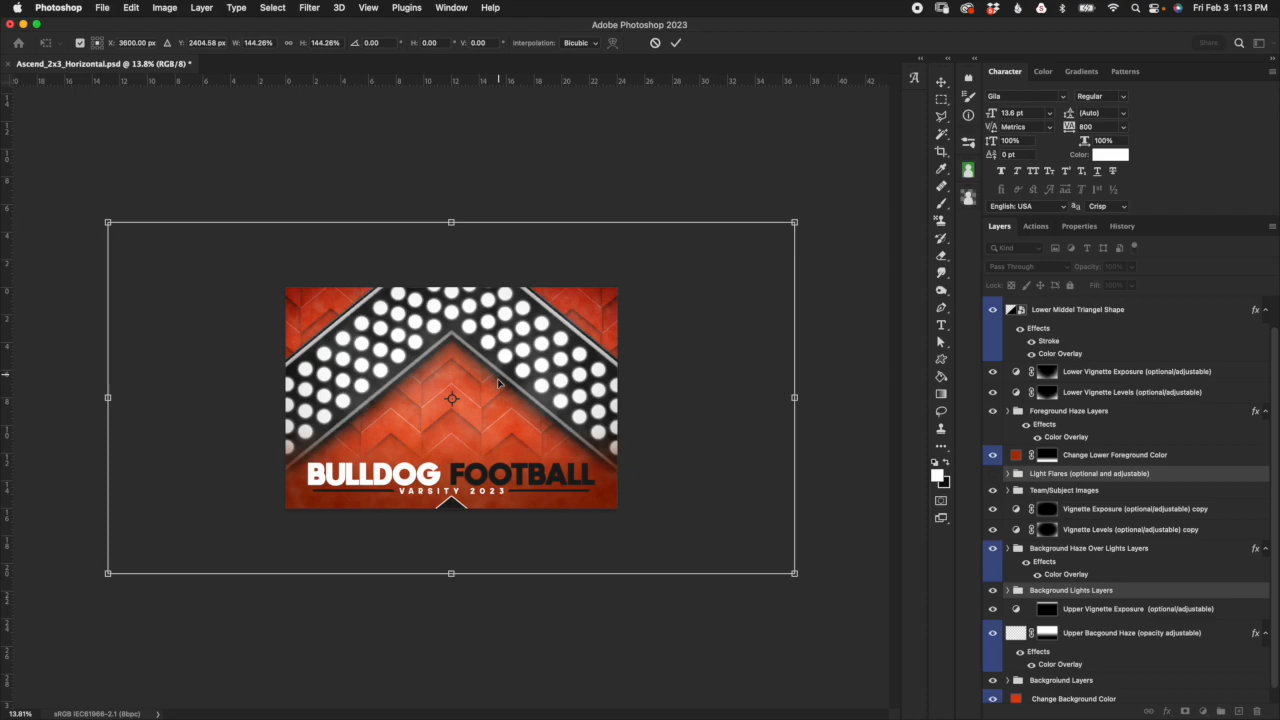 Photoshop File Edit Image Layer Type Select Filter 3D View Plugins Window Help Fri Feb 3 1:13 PM
Adobe Photoshop 2023
X: 3600.00 px Y: 2404.58 px W: 144.26% H: 144.26% 0.00 ° H: 0.00 ° V: 0.00 ° Interpolation: Bicubic Share
Ascend_2x3_Horizontal.psd @ 13.8% (RGB/8) *
Character Color Gradients Patterns
Gila Regular
13.6 pt (Auto)
Metrics 800
100% 100%
0 pt Color:
English: USA Crisp
Layers Actions Properties History
Kind
Pass Through Opacity: 100%
Lock: Fill: 100%
Lower Middel Triangel Shape fx
Effects
Stroke
Color Overlay
Lower Vignette Exposure (optional/adjustable)
Lower Vignette Levels (optional/adjustable)
Foreground Haze Layers fx
Effects
Color Overlay
Change Lower Foreground Color
Light Flares (optional and adjustable)
Team/Subject Images
Vignette Exposure (optional/adjustable) copy
Vignette Levels (optional/adjustable) copy
Background Haze Over Lights Layers fx
Effects
Color Overlay
Background Lights Layers
Upper Vignette Exposure (optional/adjustable)
Upper Bacgound Haze (opacity adjustable) fx
Effects
Color Overlay
Background Layers
Change Background Color
BULLDOG FOOTBALL
VARSITY 2023
13.81% sRGB IEC61966-2.1 (8bpc)